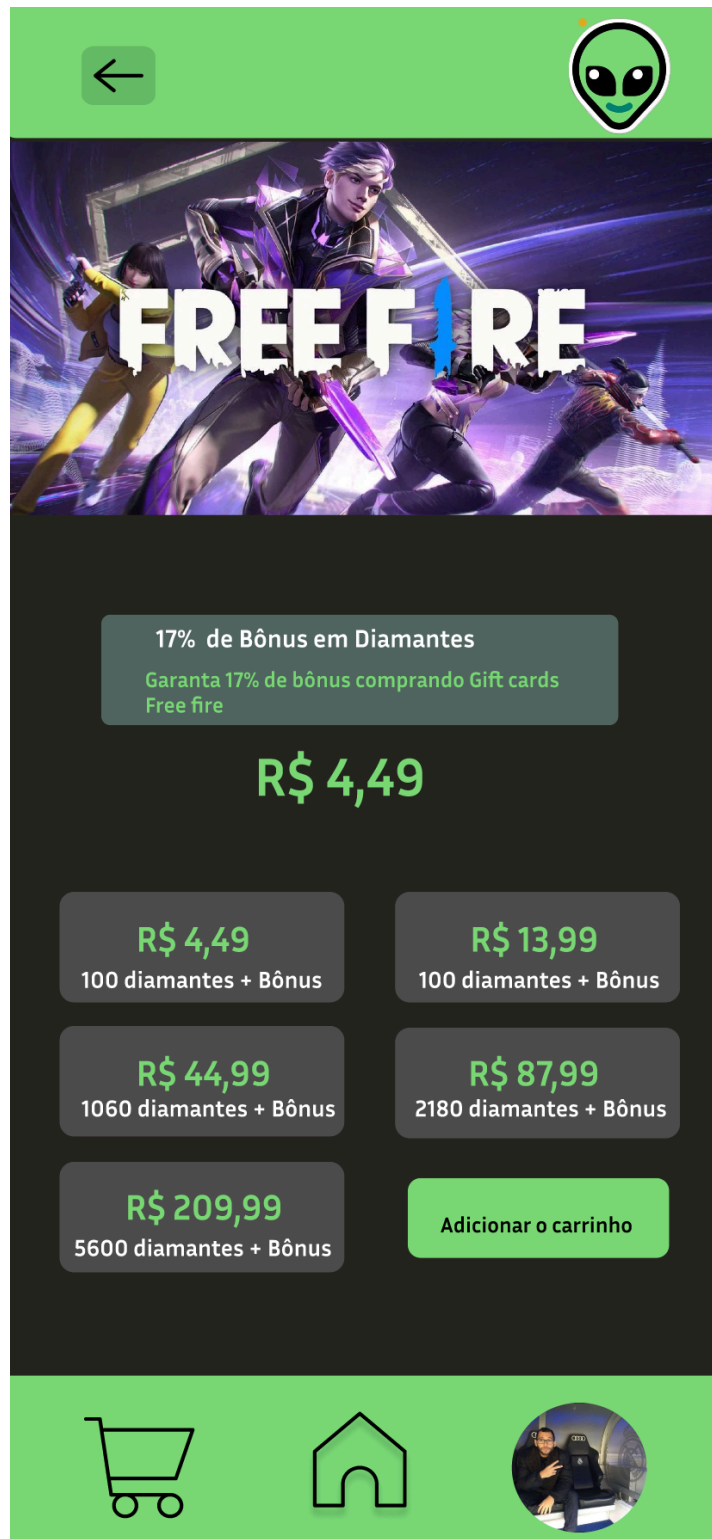 FREE FIRE
17% de Bônus em Diamantes
Garanta 17% de bônus comprando Gift cards
Free fire
R$ 4,49
R$ 4,49
100 diamantes + Bônus
R$ 13,99
100 diamantes + Bônus
R$ 44,99
1060 diamantes + Bônus
R$ 87,99
2180 diamantes + Bônus
R$ 209,99
5600 diamantes + Bônus
Adicionar o carrinho